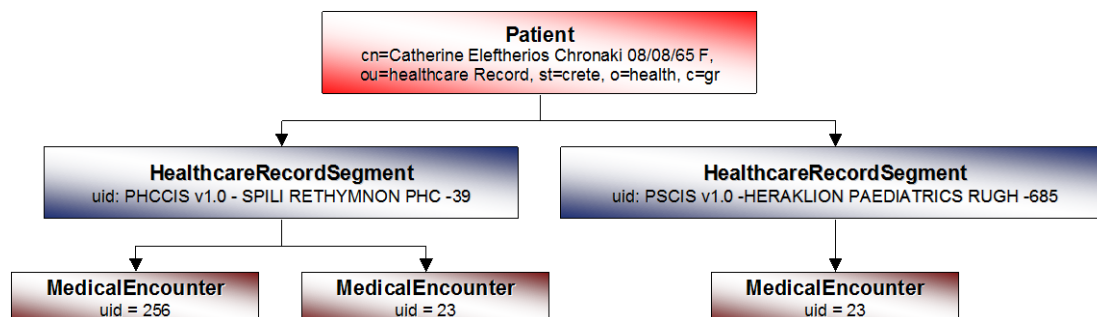 Patient
cn=Catherine Eleftherios Chronaki 08/08/65 F,
ou=healthcare Record, st=crete, o=health, c=gr
HealthcareRecordSegment
uid: PHCCIS v1.0 - SPILI RETHYMNON PHC -39
HealthcareRecordSegment
uid: PSCIS v1.0 -HERAKLION PAEDIATRICS RUGH -685
MedicalEncounter
uid = 256
MedicalEncounter
uid = 23
MedicalEncounter
uid = 23